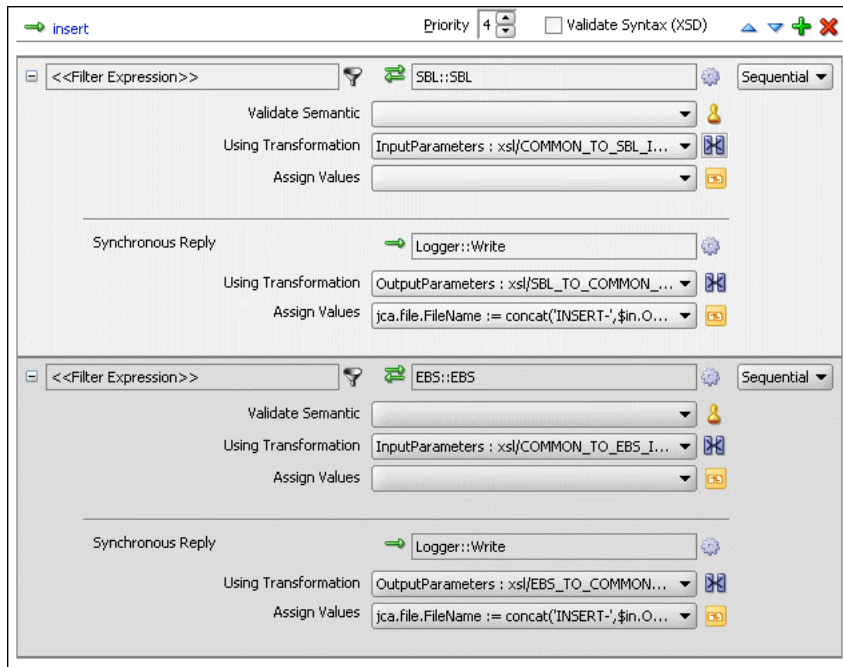 insert Priority 4 Validate Syntax (XSD)
<<Filter Expression>> SBL::SBL Sequential
Validate Semantic
Using Transformation InputParameters : xsl/COMMON_TO_SBL_I...
Assign Values
Synchronous Reply Logger::Write
Using Transformation OutputParameters : xsl/SBL_TO_COMMON_...
Assign Values jca.file.FileName := concat('INSERT-',$in.O...
<<Filter Expression>> EBS::EBS Sequential
Validate Semantic
Using Transformation InputParameters : xsl/COMMON_TO_EBS_I...
Assign Values
Synchronous Reply Logger::Write
Using Transformation OutputParameters : xsl/EBS_TO_COMMON...
Assign Values jca.file.FileName := concat('INSERT-',$in.O...